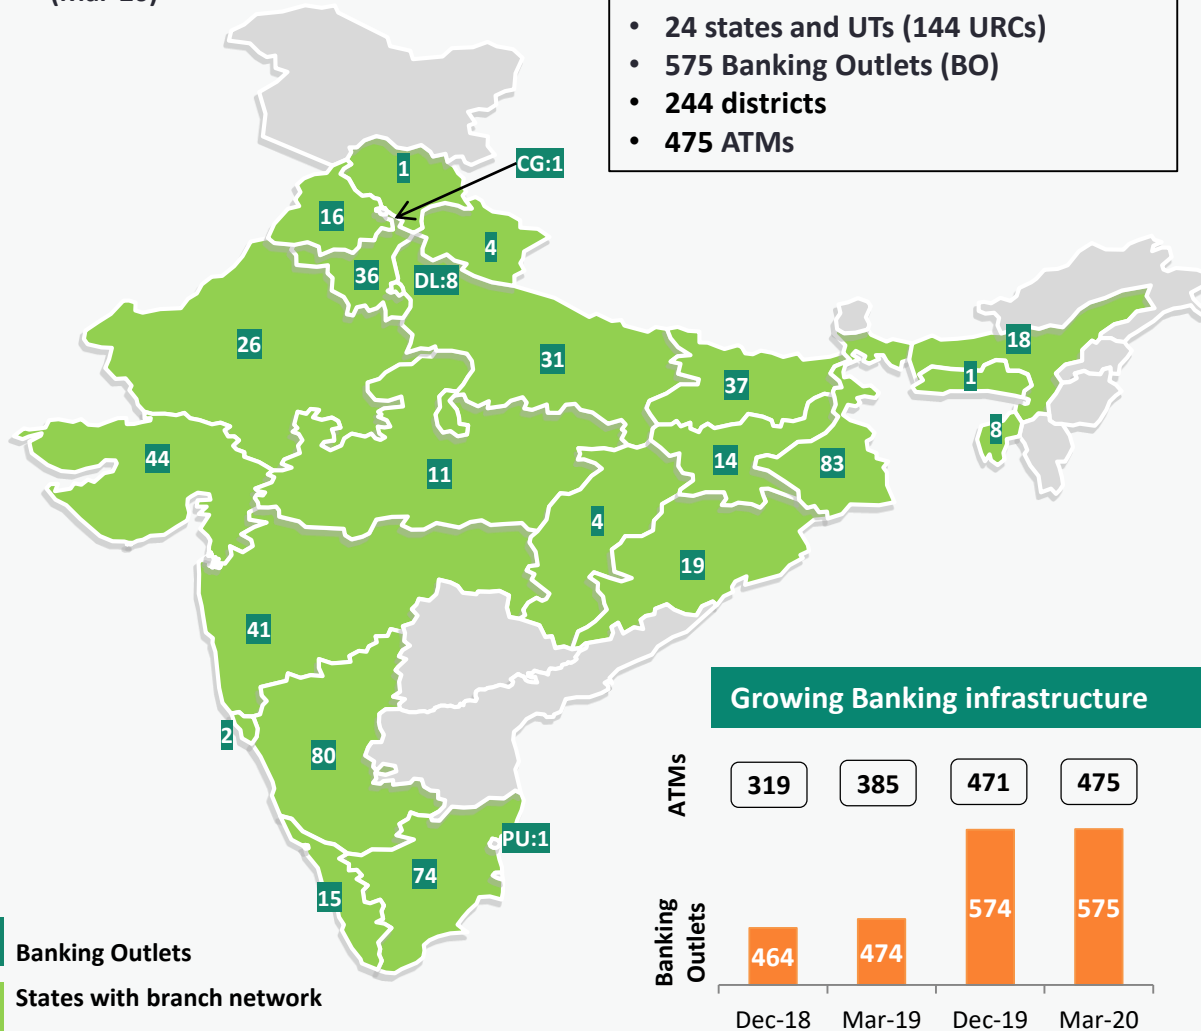 • 24 states and UTs (144 URCs)
• 575 Banking Outlets (BO)
• 244 districts
• 475 ATMs
1
CG:1
16
4
36
DL:8
26
31
18
37
1
44
8
11
14
83
4
19
41
2
80
PU:1
74
15
Banking Outlets
States with branch network
Growing Banking infrastructure
ATMs
319 385 471 475
Banking
Outlets
464 474 574 575
Dec-18 Mar-19 Dec-19 Mar-20